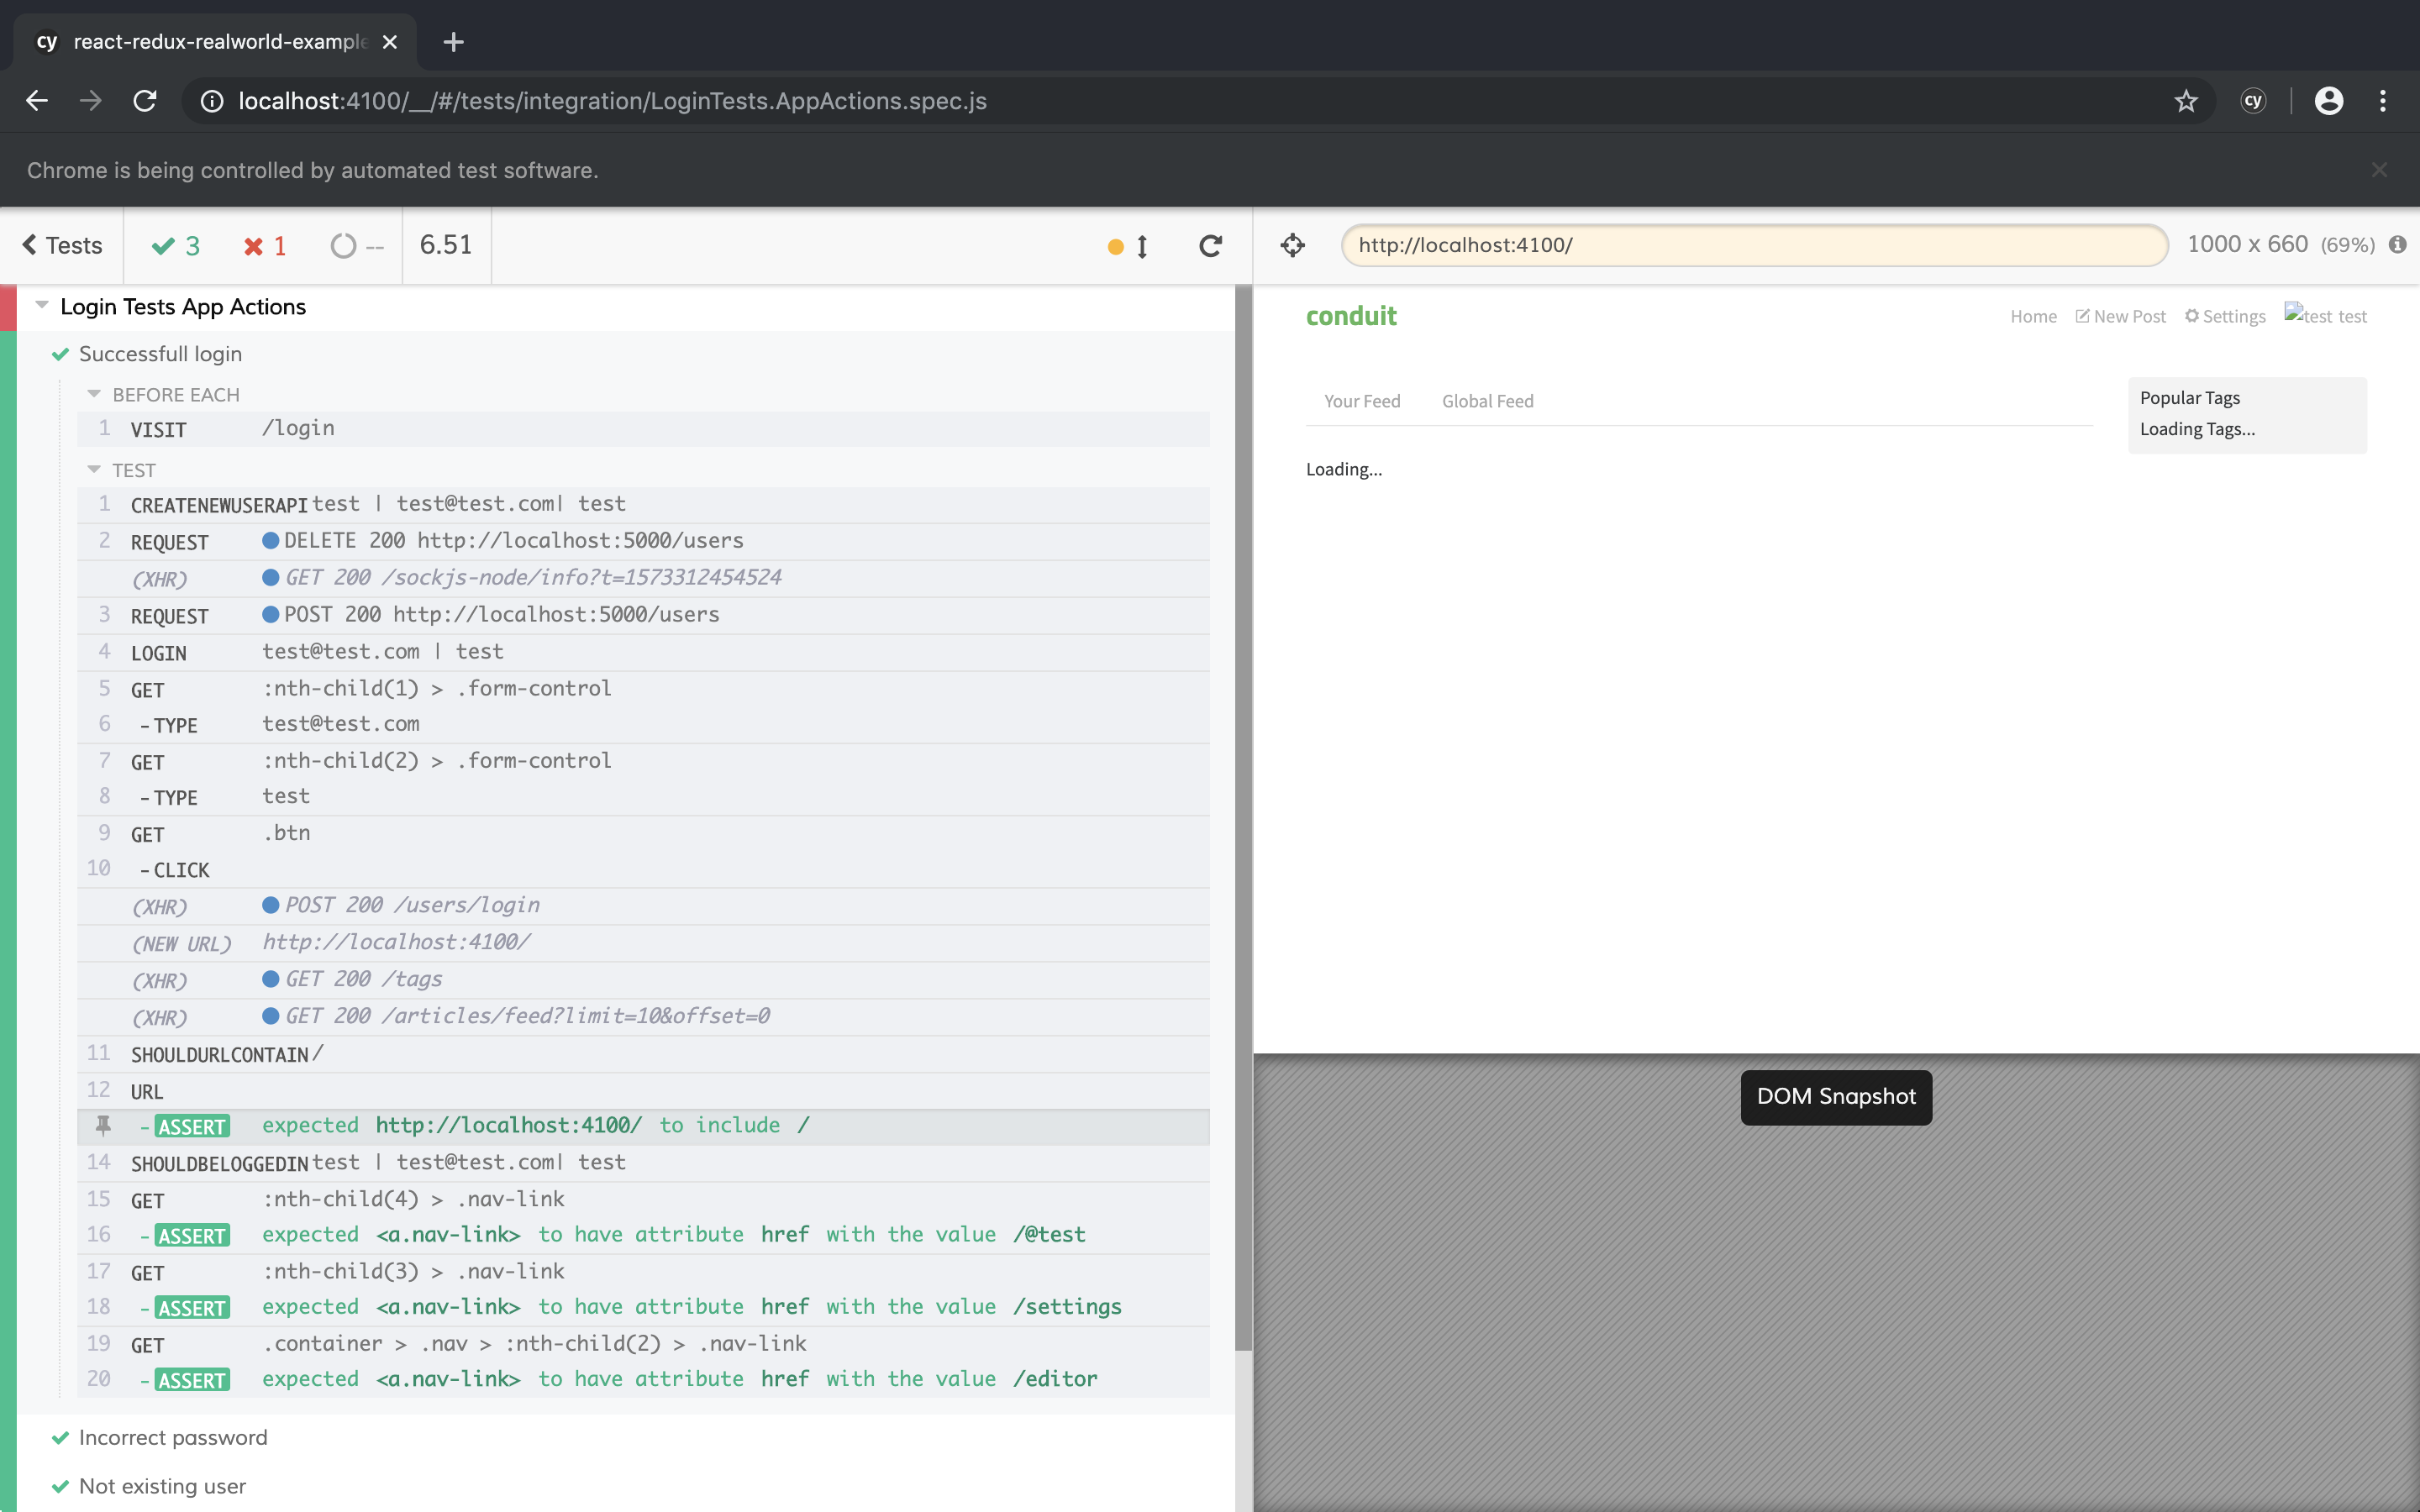 cy react-redux-realworld-example
localhost:4100/__/#/tests/integration/LoginTests.AppActions.spec.js cy
Chrome is being controlled by automated test software.
Tests 3 1 -- 6.51 http://localhost:4100/ 1000 x 660 (69%)
Login Tests App Actions
Successfull login
BEFORE EACH
1 VISIT /login
TEST
1 CREATENEWUSERAPI test | test@test.com| test
2 REQUEST DELETE 200 http://localhost:5000/users
(XHR) GET 200 /sockjs-node/info?t=1573312454524
3 REQUEST POST 200 http://localhost:5000/users
4 LOGIN test@test.com | test
5 GET :nth-child(1) > .form-control
6 -TYPE test@test.com
7 GET :nth-child(2) > .form-control
8 -TYPE test
9 GET .btn
10 -CLICK
(XHR) POST 200 /users/login
(NEW URL) http://localhost:4100/
(XHR) GET 200 /tags
(XHR) GET 200 /articles/feed?limit=10&offset=0
11 SHOULDURLCONTAIN /
12 URL
-ASSERT expected http://localhost:4100/ to include /
14 SHOULDBELOGGEDIN test | test@test.com| test
15 GET :nth-child(4) > .nav-link
16 -ASSERT expected <a.nav-link> to have attribute href with the value /@test
17 GET :nth-child(3) > .nav-link
18 -ASSERT expected <a.nav-link> to have attribute href with the value /settings
19 GET .container > .nav > :nth-child(2) > .nav-link
20 -ASSERT expected <a.nav-link> to have attribute href with the value /editor
Incorrect password
Not existing user
conduit
Home New Post Settings test test
Your Feed Global Feed
Loading...
Popular Tags
Loading Tags...
DOM Snapshot